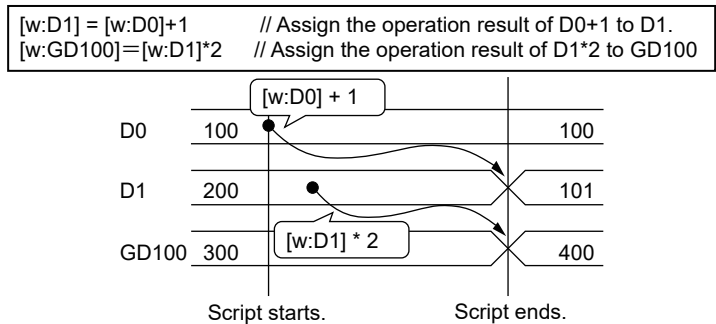 [w:D1] = [w:D0]+1 // Assign the operation result of D0+1 to D1.
[w:GD100]＝[w:D1]*2 // Assign the operation result of D1*2 to GD100
[w:D0] + 1
D0 100 100
D1 200 101
[w:D1] * 2
GD100 300 400
Script starts. Script ends.